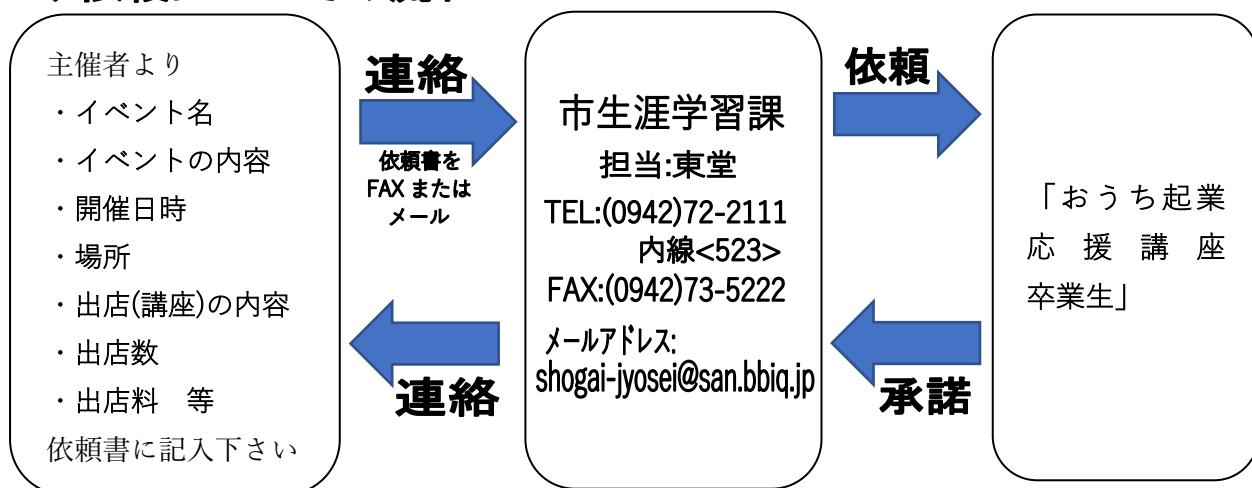 主催者より
・イベント名
・イベントの内容
・開催日時
・場所
・出店(講座)の内容
・出店数
・出店料　等
依頼書に記入下さい
連絡
依頼書を
FAX または
メール
連絡
市生涯学習課
担当:東堂
TEL:(0942)72-2111
内線<523>
FAX:(0942)73-5222
メールアドレス:
shogai-jyosei@san.bbiq.jp
依頼
承諾
「おうち起業
応援講座
卒業生」